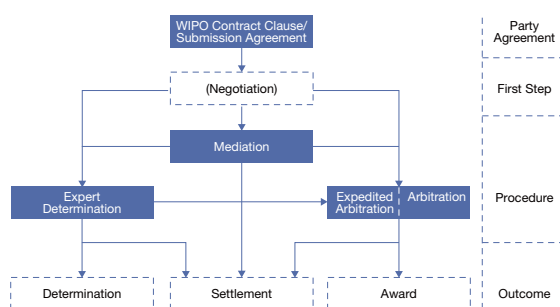 WIPO Contract Clause/
Submission Agreement
Party
Agreement
(Negotiation)
First Step
Mediation
Expert
Determination
Expedited
Arbitration
Arbitration
Procedure
Determination
Settlement
Award
Outcome